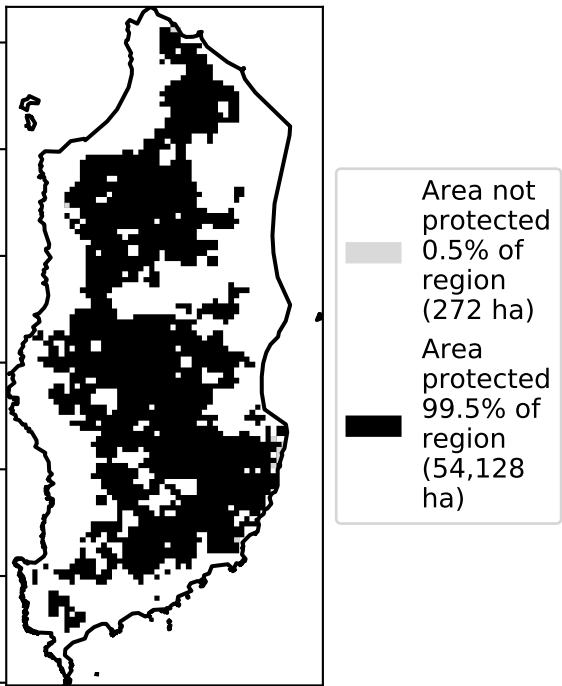 Area not
protected
0.5% of
region
(272 ha)
Area
protected
99.5% of
region
(54,128
ha)